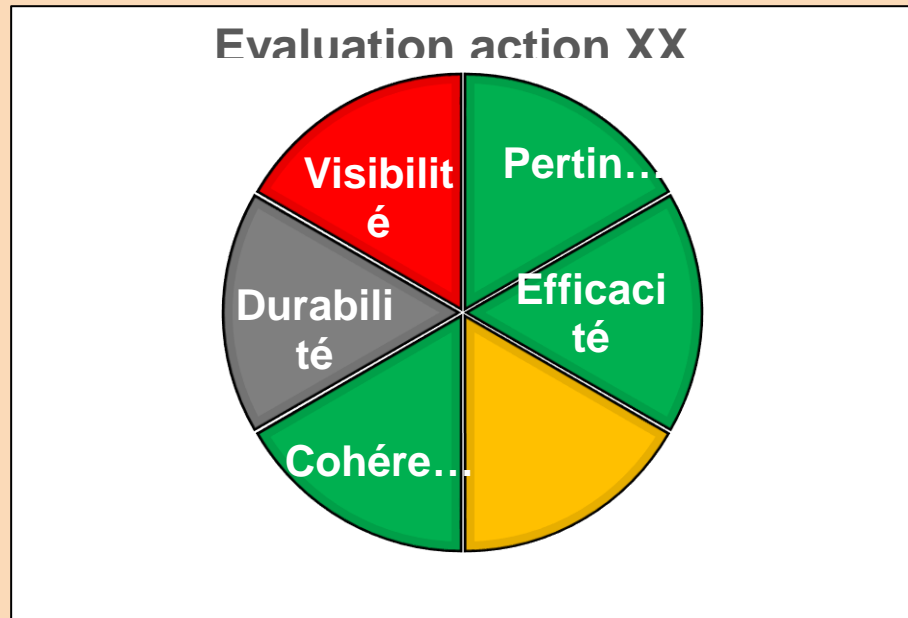 Evaluation action XX
Visibilit
é
Pertin…
Durabili
té
Efficaci
té
Cohére…